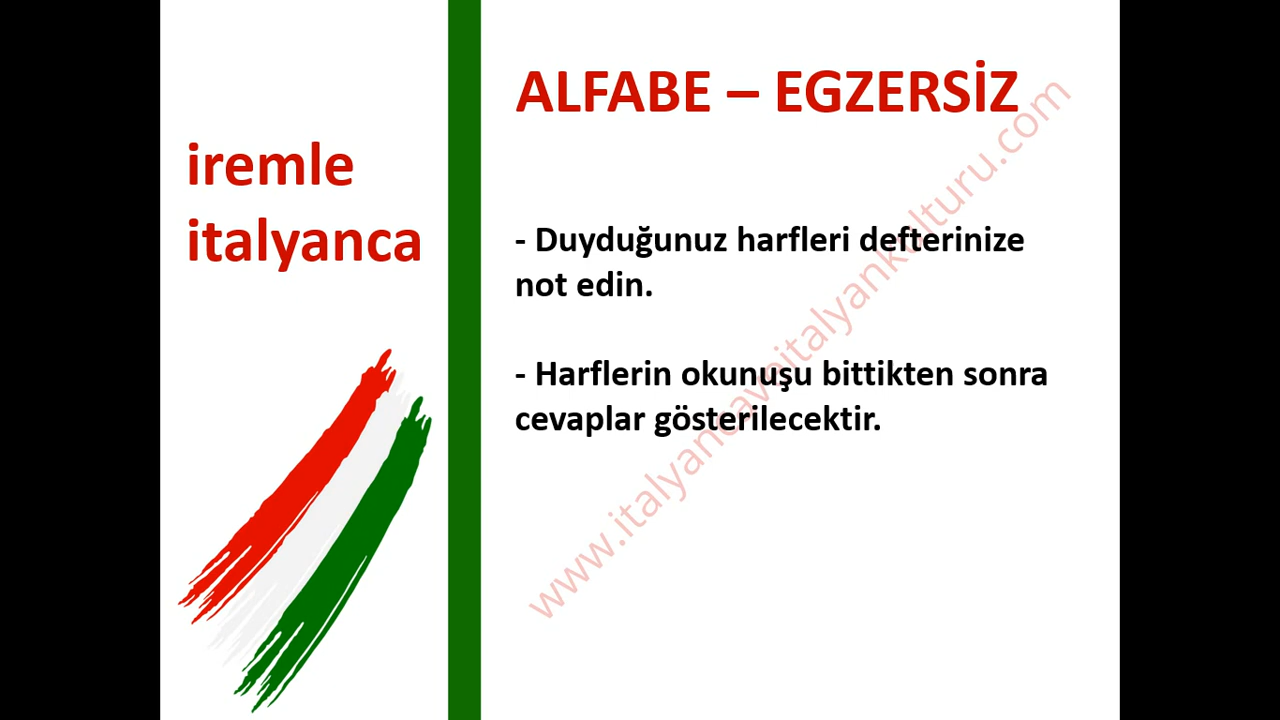 iremle
italyanca
ALFABE – EGZERSİZ
- Duyduğunuz harfleri defterinize
not edin.
- Harflerin okunuşu bittikten sonra
cevaplar gösterilecektir.
www.italyancaveitalyankulturu.com